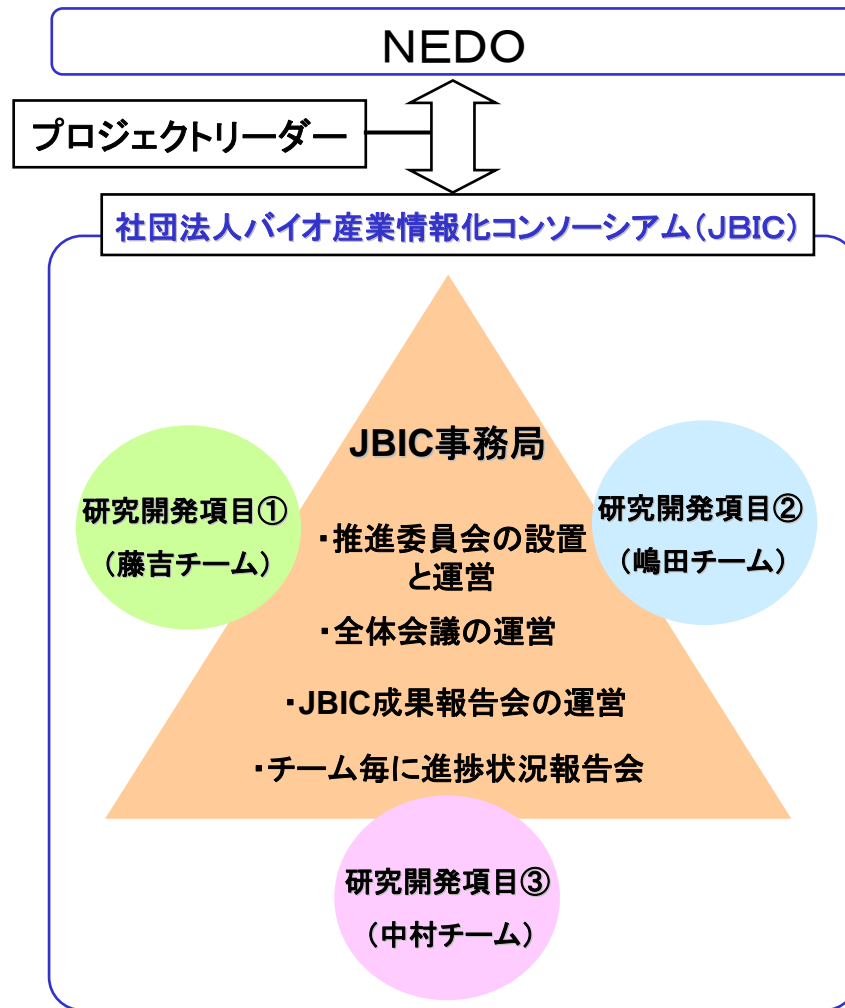 NEDO
プロジェクトリーダー
社団法人バイオ産業情報化コンソーシアム（JBIC）
JBIC事務局
研究開発項目①
（藤吉チーム）
研究開発項目②
（嶋田チーム）
・推進委員会の設置
と運営
・全体会議の運営
・JBIC成果報告会の運営
・チーム毎に進捗状況報告会
研究開発項目③
（中村チーム）